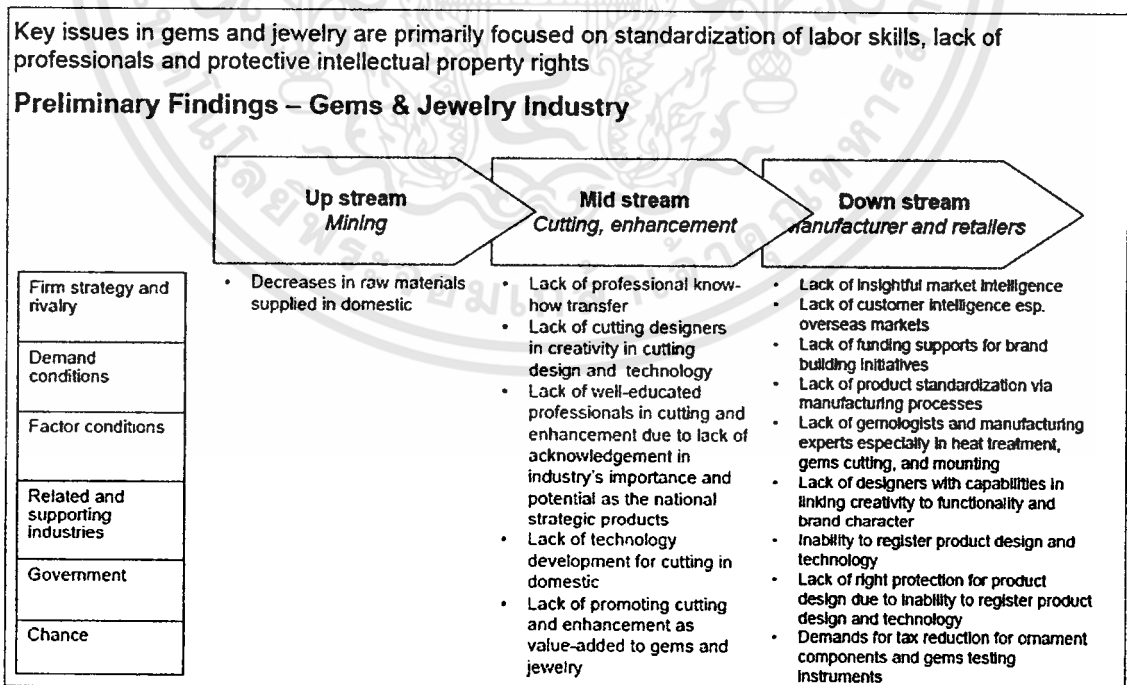 Key issues in gems and jewelry are primarily focused on standardization of labor skills, lack of
professionals and protective intellectual property rights
Preliminary Findings – Gems & Jewelry Industry
Up stream
Mining
Mid stream
Cutting, enhancement
Down stream
Manufacturer and retailers
Firm strategy and
rivalry
Demand
conditions
Factor conditions
Related and
supporting
industries
Government
Chance
• Decreases in raw materials
supplied in domestic
• Lack of professional know-
how transfer
• Lack of cutting designers
in creativity in cutting
design and technology
• Lack of well-educated
professionals in cutting and
enhancement due to lack of
acknowledgement in
industry's importance and
potential as the national
strategic products
• Lack of technology
development for cutting in
domestic
• Lack of promoting cutting
and enhancement as
value-added to gems and
jewelry
• Lack of insightful market intelligence
• Lack of customer intelligence esp.
overseas markets
• Lack of funding supports for brand
building initiatives
• Lack of product standardization via
manufacturing processes
• Lack of gemologists and manufacturing
experts especially in heat treatment,
gems cutting, and mounting
• Lack of designers with capabilities in
linking creativity to functionality and
brand character
• Inability to register product design and
technology
• Lack of right protection for product
design due to inability to register product
design and technology
• Demands for tax reduction for ornament
components and gems testing
instruments